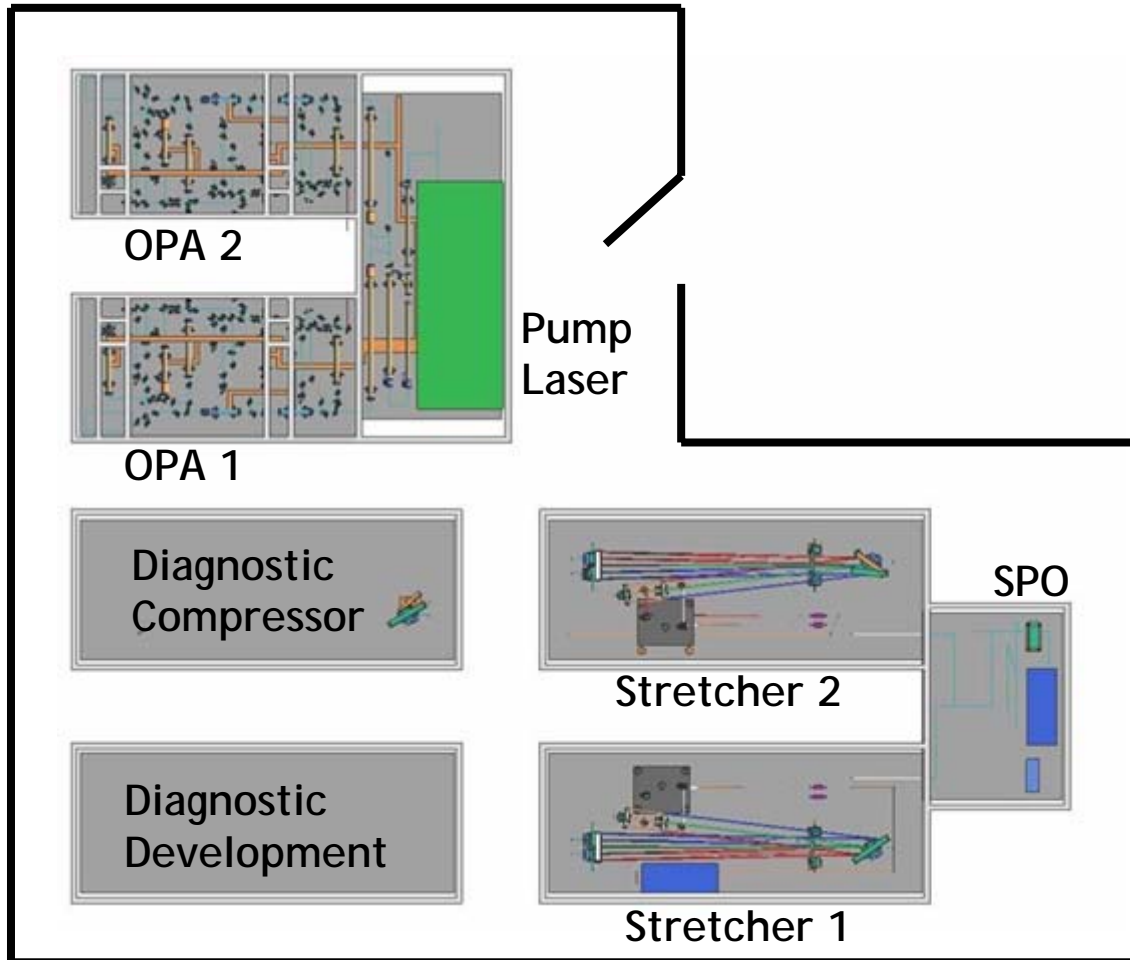 OPA 2
Pump
Laser
OPA 1
Diagnostic
Compressor
SPO
Stretcher 2
Diagnostic
Development
Stretcher 1